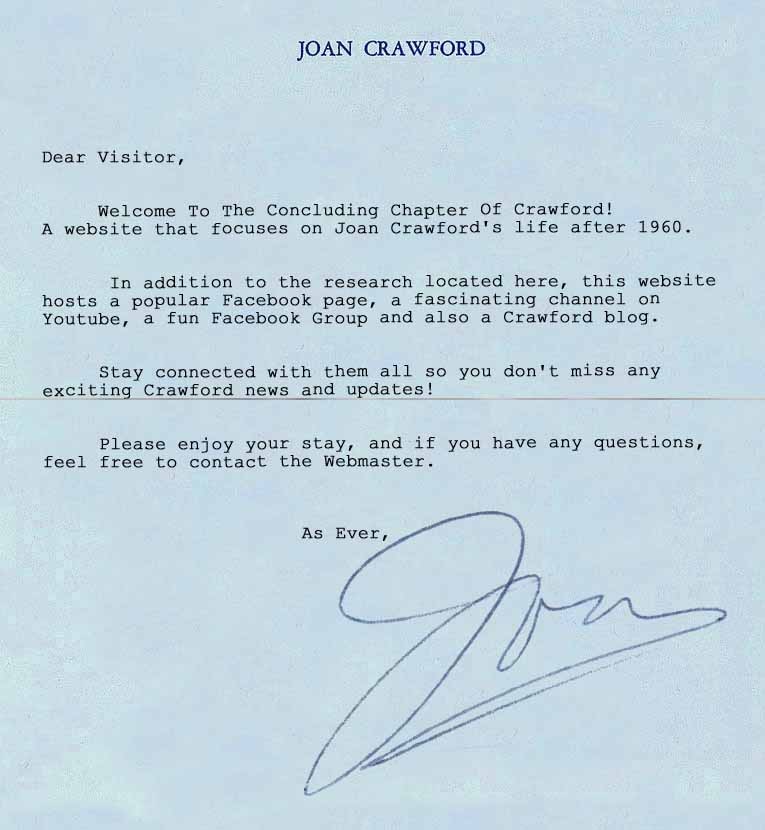 JOAN CRAWFORD
Dear Visitor,
Welcome To The Concluding Chapter Of Crawford!
A website that focuses on Joan Crawford's life after 1960.
In addition to the research located here, this website
hosts a popular Facebook page, a fascinating channel on
Youtube, a fun Facebook Group and also a Crawford blog.
Stay connected with them all so you don't miss any
exciting Crawford news and updates!
Please enjoy your stay, and if you have any questions,
feel free to contact the Webmaster.
As Ever,
Joan